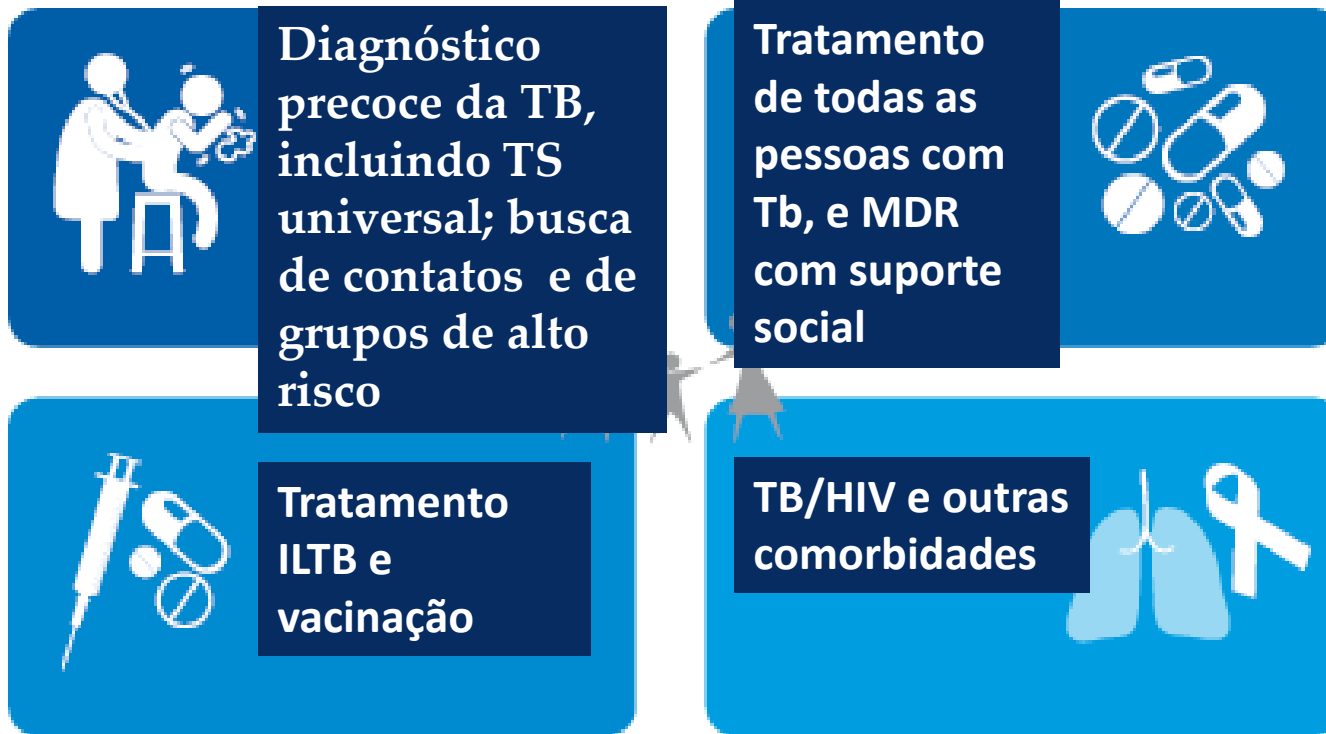 Diagnóstico
precoce da TB,
incluindo TS
universal; busca
de contatos e de
grupos de alto
risco
Tratamento
de todas as
pessoas com
Tb, e MDR
com suporte
social
Tratamento
ILTB e
vacinação
TB/HIV e outras
comorbidades